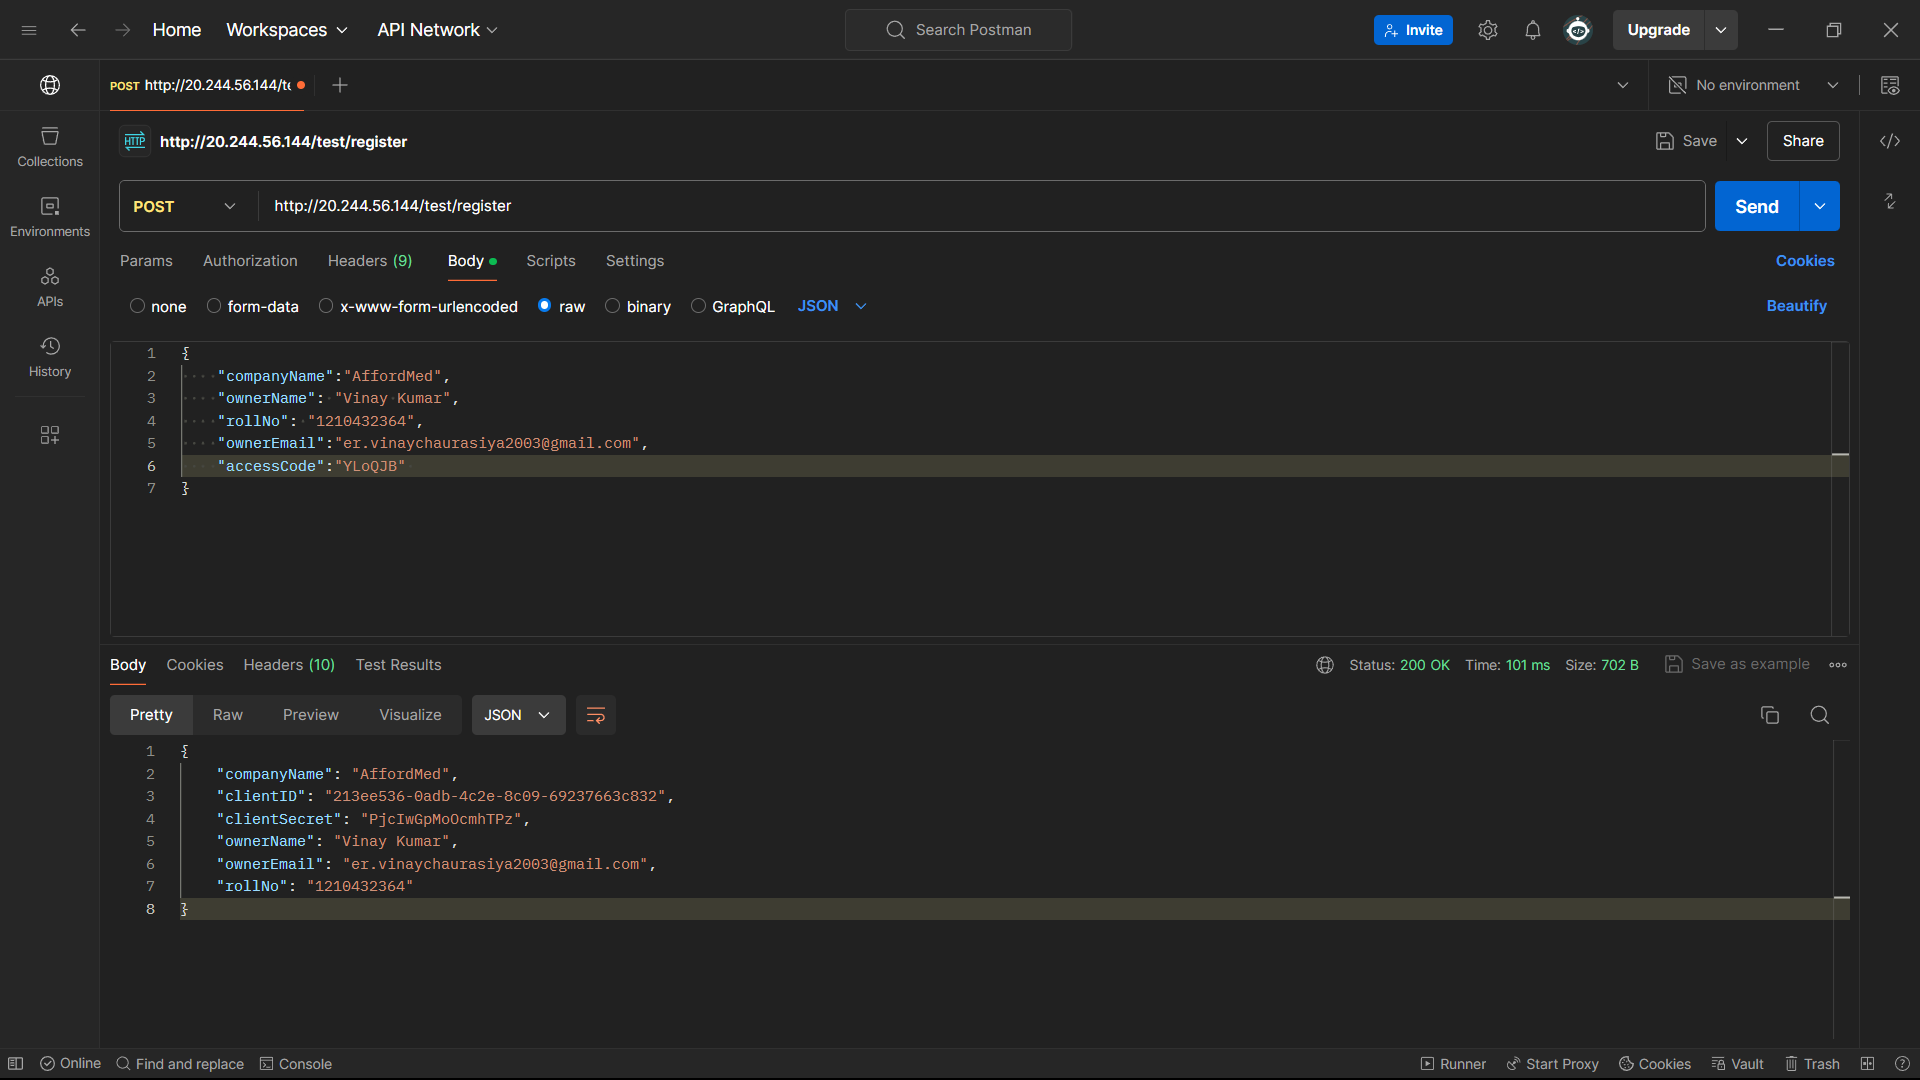 Home Workspaces API Network Search Postman Invite Upgrade
POST http://20.244.56.144/te No environment
HTTP http://20.244.56.144/test/register Save Share
POST http://20.244.56.144/test/register Send
Params Authorization Headers (9) Body Scripts Settings Cookies
none form-data x-www-form-urlencoded raw binary GraphQL JSON Beautify
Collections
Environments
APIs
History
1 {
2 "companyName":"AffordMed",
3 "ownerName": "Vinay Kumar",
4 "rollNo": "1210432364",
5 "ownerEmail":"er.vinaychaurasiya2003@gmail.com",
6 "accessCode":"YLoQJB"
7 }
Body Cookies Headers (10) Test Results Status: 200 OK Time: 101 ms Size: 702 B Save as example
Pretty Raw Preview Visualize JSON
1 {
2 "companyName": "AffordMed",
3 "clientID": "213ee536-0adb-4c2e-8c09-69237663c832",
4 "clientSecret": "PjcIwGpMoOcmhTPz",
5 "ownerName": "Vinay Kumar",
6 "ownerEmail": "er.vinaychaurasiya2003@gmail.com",
7 "rollNo": "1210432364"
8 }
Online Find and replace Console Runner Start Proxy Cookies Vault Trash